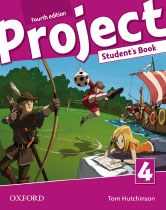 Fourth edition
Project
Student's Book
4
OXFORD
Tom Hutchinson